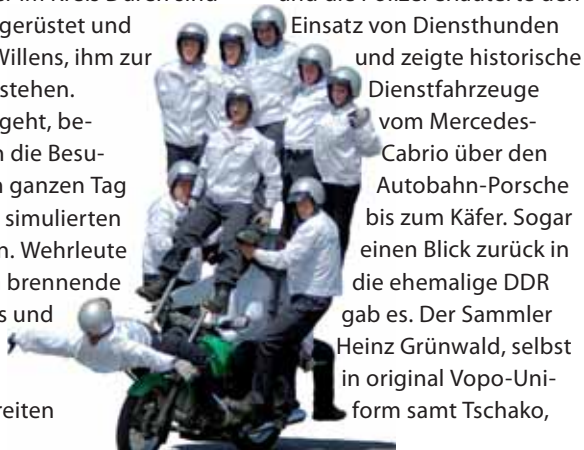 er im Kreis Düren sind
gerüstet und
Willens, ihm zur
stehen.
geht, be-
die Besu-
ganzen Tag
simulierten
n. Wehrleute
brennende
s und
reiten
und die Polizei erläuterte den
Einsatz von Diensthunden
und zeigte historische
Dienstfahrzeuge
vom Mercedes-
Cabrio über den
Autobahn-Porsche
bis zum Käfer. Sogar
einen Blick zurück in
die ehemalige DDR
gab es. Der Sammler
Heinz Grünwald, selbst
in original Vopo-Uni-
form samt Tschako,